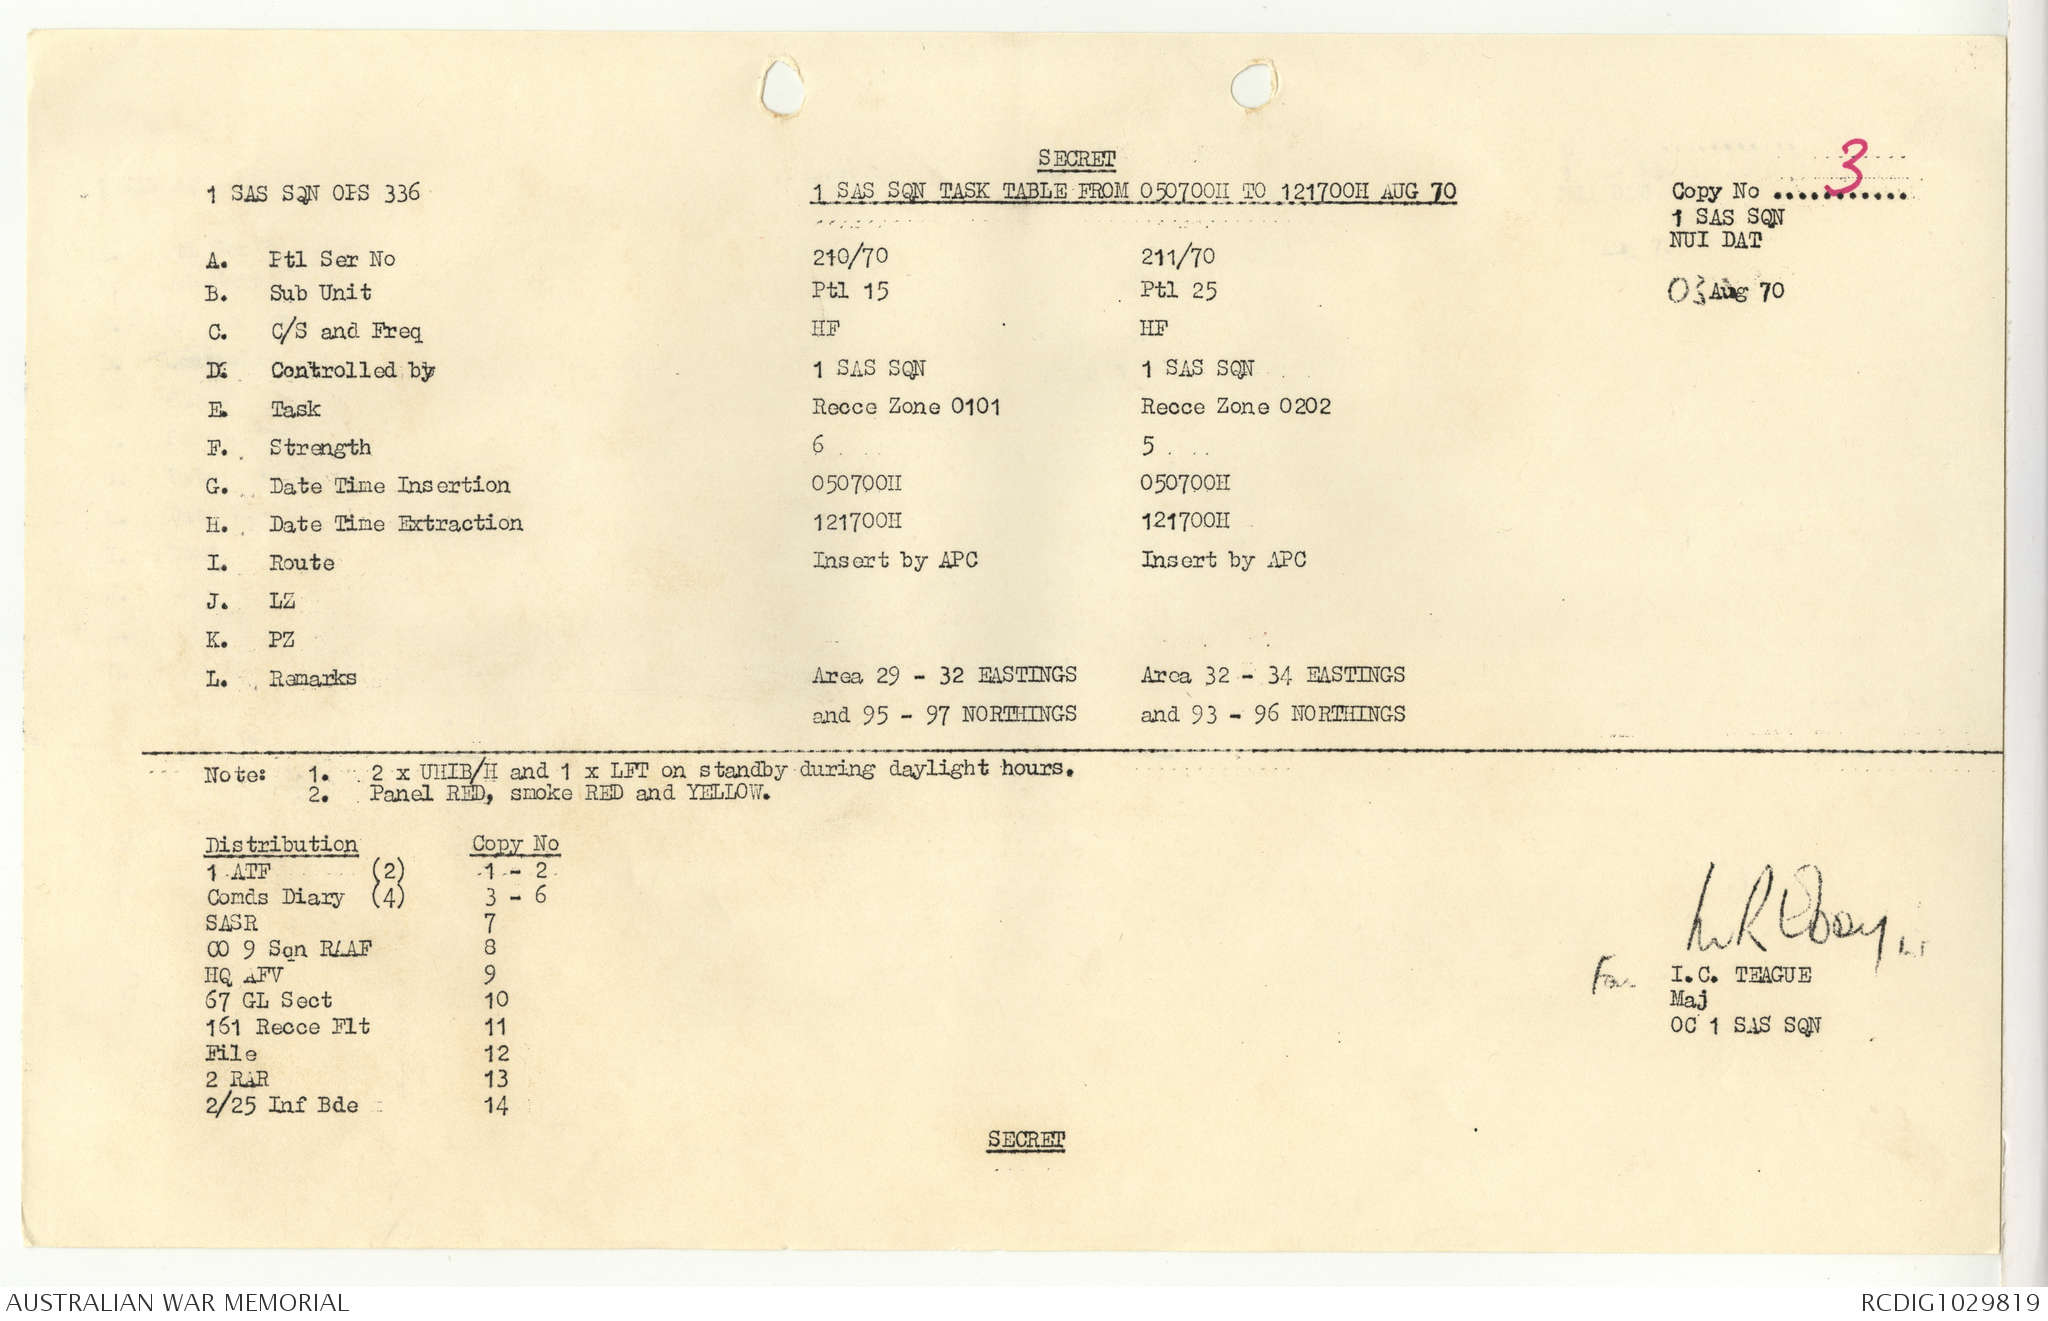 SECRET
1 SAS SQN OPS 336
1 SAS SQN TASK TABLE FROM 050700H TO 121700H AUG 70
Copy No ........... 3
1 SAS SQN
NUI DAT
03 Aug 70
A. Ptl Ser No 210/70 211/70
B. Sub Unit Ptl 15 Ptl 25
C. C/S and Freq HF HF
D. Controlled by 1 SAS SQN 1 SAS SQN
E. Task Recce Zone 0101 Recce Zone 0202
F. Strength 6 5
G. Date Time Insertion 050700H 050700H
H. Date Time Extraction 121700H 121700H
I. Route Insert by APC Insert by APC
J. LZ
K. PZ
L. Remarks Area 29 - 32 EASTINGS Area 32 - 34 EASTINGS
and 95 - 97 NORTHINGS and 93 - 96 NORTHINGS
Note: 1. 2 x UHIB/H and 1 x LFT on standby during daylight hours.
2. Panel RED, smoke RED and YELLOW.
Distribution Copy No
1 ATF (2) 1 - 2
Comds Diary (4) 3 - 6
SASR 7
CO 9 Sqn RAAF 8
HQ AFV 9
67 GL Sect 10
161 Recce Flt 11
File 12
2 RAR 13
2/25 Inf Bde 14
For I.C. TEAGUE
Maj
OC 1 SAS SQN
SECRET
AUSTRALIAN WAR MEMORIAL
RCDIG1029819